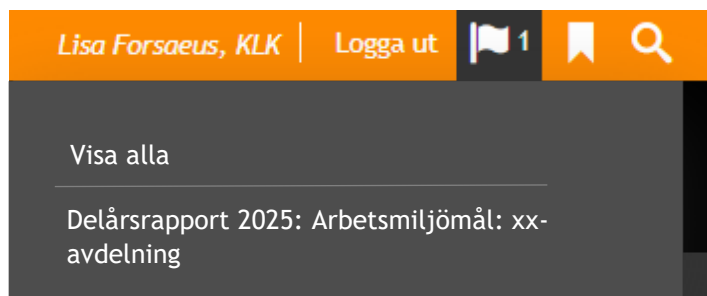 Lisa Forsaeus, KLK
Logga ut
1
Visa alla
Delårsrapport 2025: Arbetsmiljömål: xx-
avdelning